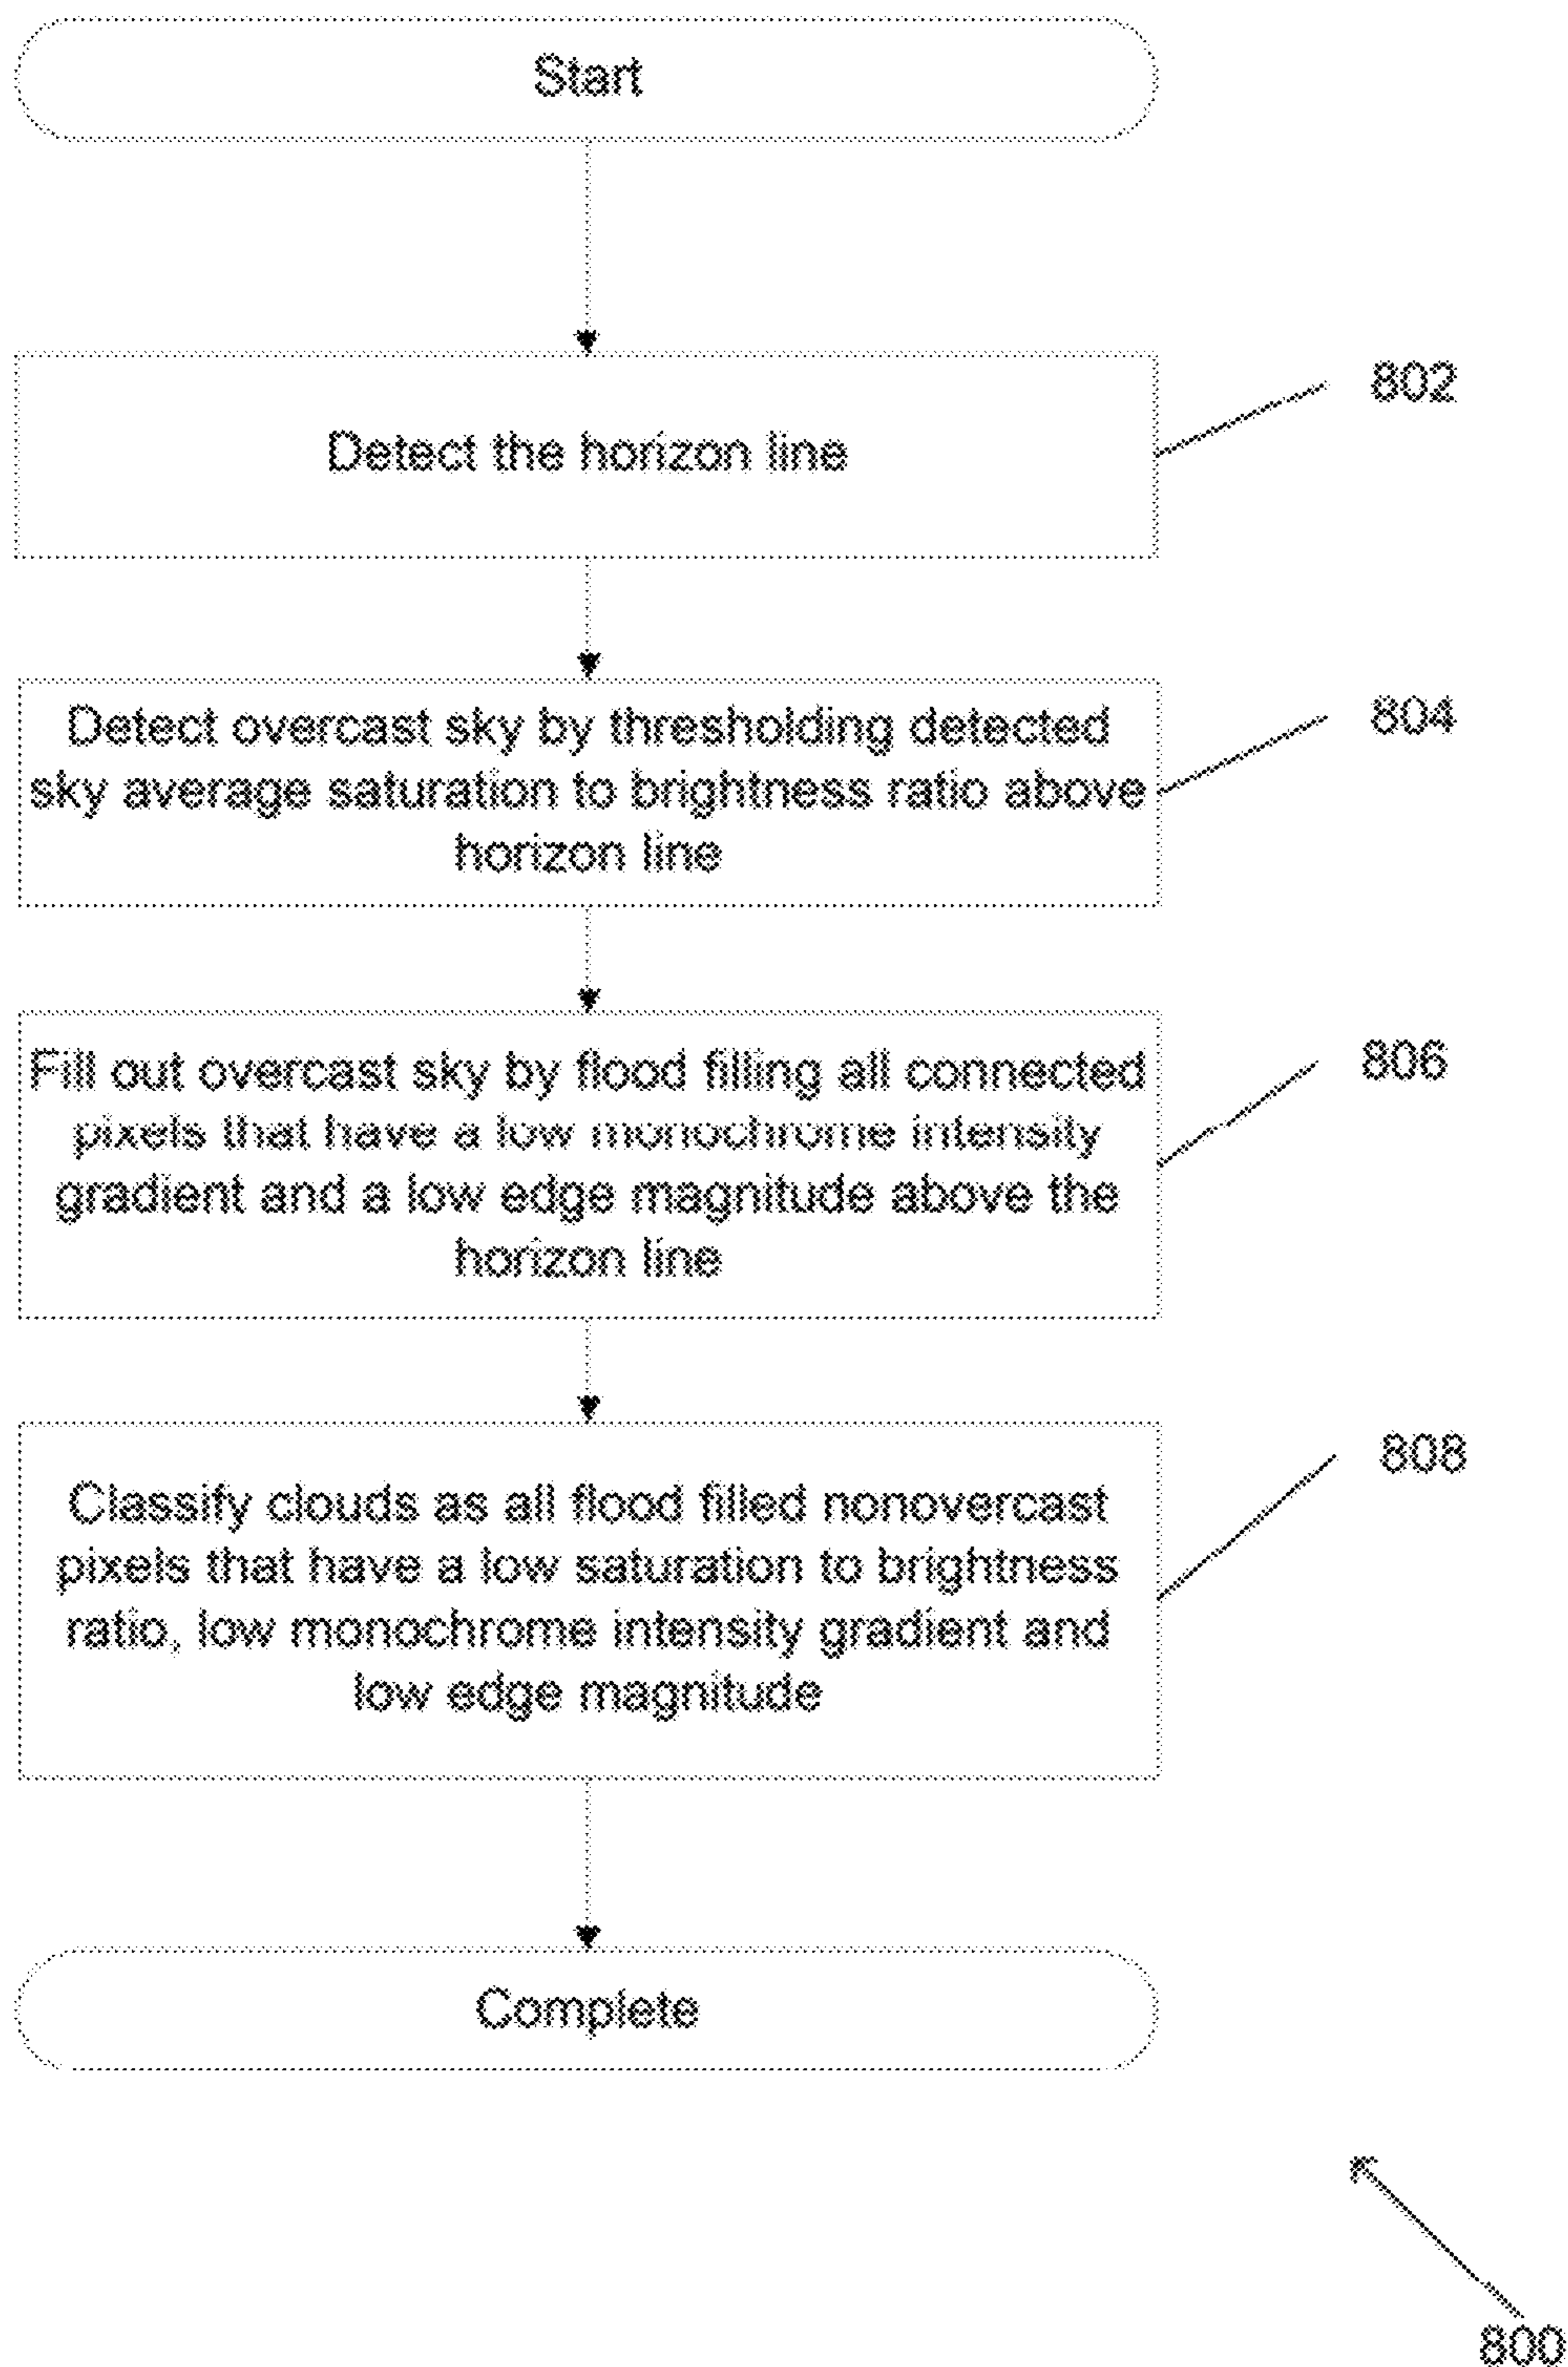 Start
802
Detect the horizon line
804
Detect overcast sky by thresholding detected
sky average saturation to brightness ratio above
horizon line
806
Fill out overcast sky by flood filling all connected
pixels that have a low monochrome intensity
gradient and a low edge magnitude above the
horizon line
808
Classify clouds as all flood filled nonovercast
pixels that have a low saturation to brightness
ratio, low monochrome intensity gradient and
low edge magnitude
Complete
800